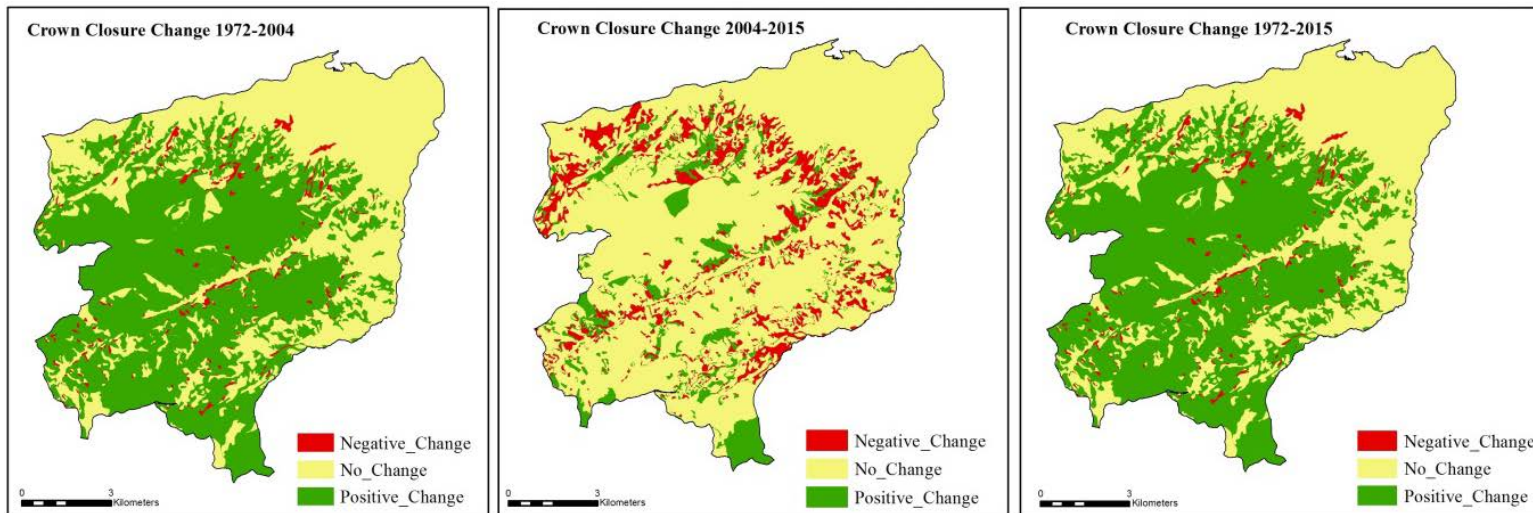 Crown Closure Change 1972-2004
Negative_Change
No_Change
Positive_Change
0 3
Kilometers
Crown Closure Change 2004-2015
Negative_Change
No_Change
Positive_Change
0 3
Kilometers
Crown Closure Change 1972-2015
Negative_Change
No_Change
Positive_Change
0 3
Kilometers